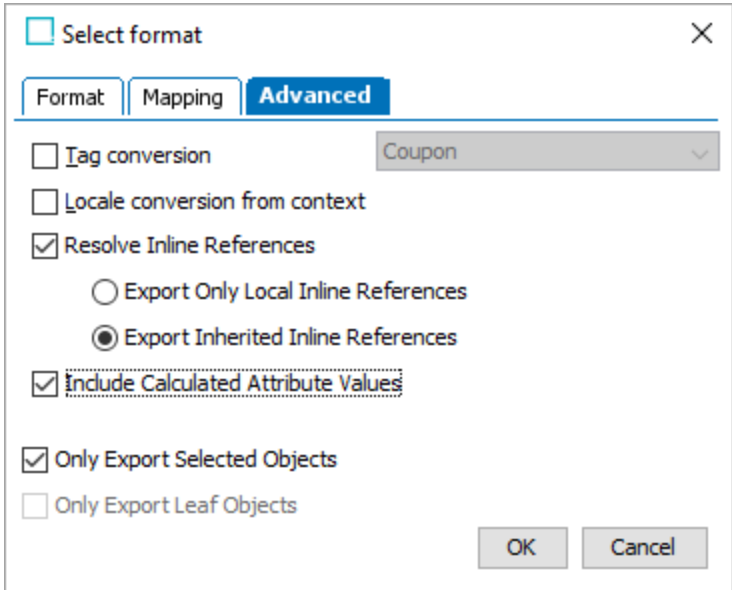 Select format
Format Mapping Advanced
Tag conversion Coupon
Locale conversion from context
Resolve Inline References
Export Only Local Inline References
Export Inherited Inline References
Include Calculated Attribute Values
Only Export Selected Objects
Only Export Leaf Objects
OK Cancel